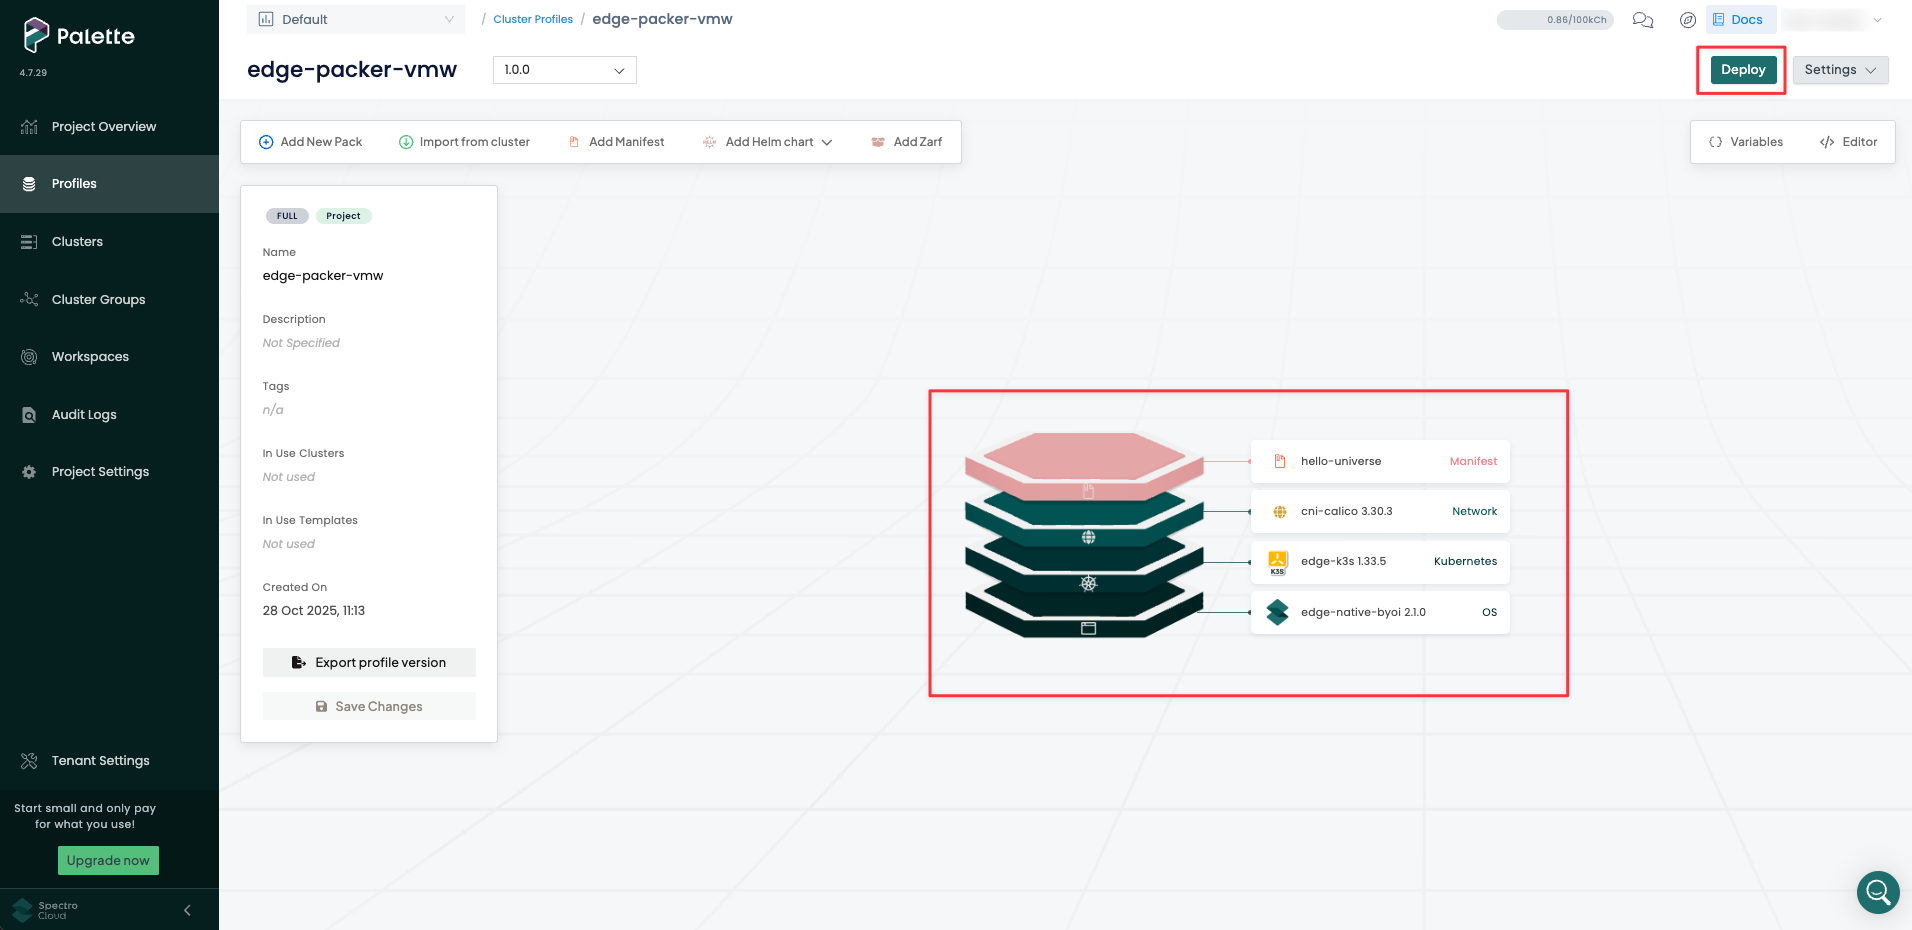 Palette
4.7.29
Project Overview
Profiles
Clusters
Cluster Groups
Workspaces
Audit Logs
Project Settings
Tenant Settings
Start small and only pay
for what you use!
Upgrade now
Spectro
Cloud
Default
/ Cluster Profiles / edge-packer-vmw
0.86/100kCh
Docs
edge-packer-vmw
1.0.0
Deploy
Settings
Add New Pack
Import from cluster
Add Manifest
Add Helm chart
Add Zarf
Variables
Editor
FULL
Project
Name
edge-packer-vmw
Description
Not Specified
Tags
n/a
In Use Clusters
Not used
In Use Templates
Not used
Created On
28 Oct 2025, 11:13
Export profile version
Save Changes
hello-universe Manifest
cni-calico 3.30.3 Network
K3S
edge-k3s 1.33.5 Kubernetes
edge-native-byoi 2.1.0 OS